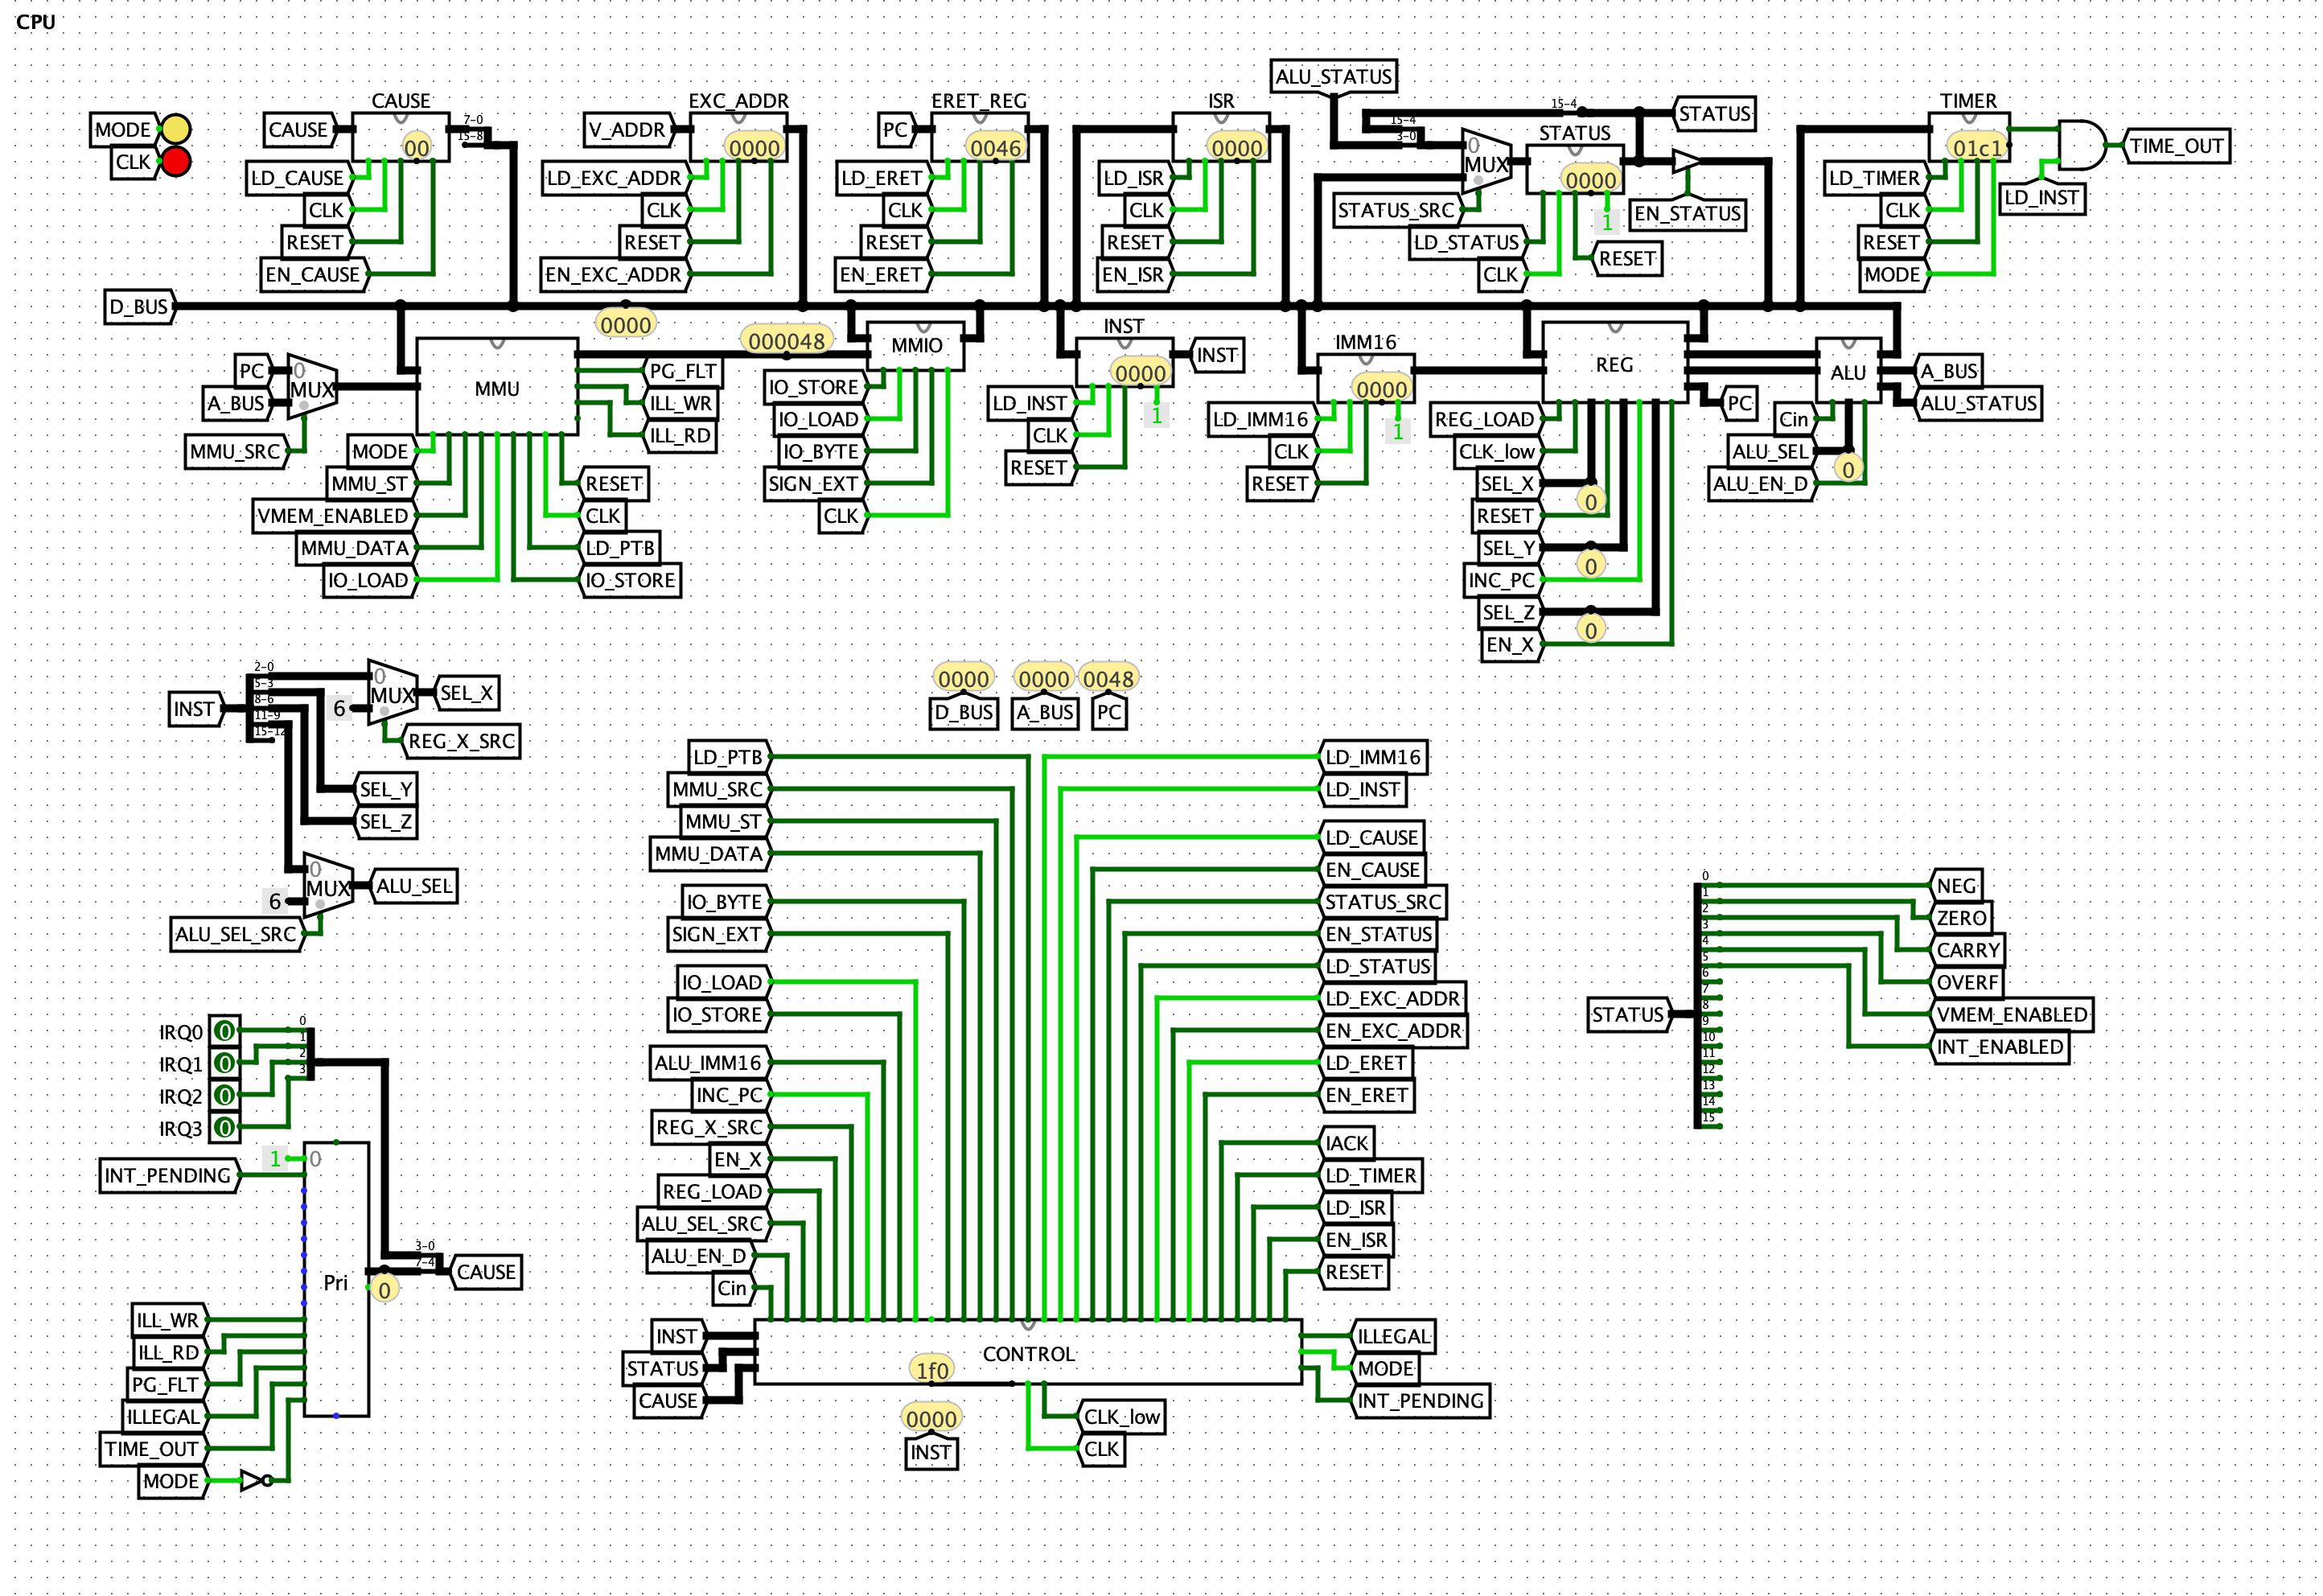 CPU
MODE
CLK
CAUSE
CAUSE
00
7-0
15-8
LD_CAUSE
CLK
RESET
EN_CAUSE
EXC_ADDR
V_ADDR
0000
LD_EXC_ADDR
CLK
RESET
EN_EXC_ADDR
ERET_REG
PC
0046
LD_ERET
CLK
RESET
EN_ERET
ISR
0000
LD_ISR
CLK
RESET
EN_ISR
ALU_STATUS
15-4
15-4
3-0
0
MUX
STATUS
STATUS
0000
1
STATUS_SRC
LD_STATUS
CLK
RESET
EN_STATUS
TIMER
01c1
LD_TIMER
CLK
RESET
MODE
TIME_OUT
LD_INST
D_BUS
0000
000048
PC
A_BUS
0
MUX
MMU_SRC
MMU
PG_FLT
ILL_WR
ILL_RD
MODE
MMU_ST
VMEM_ENABLED
MMU_DATA
IO_LOAD
RESET
CLK
LD_PTB
IO_STORE
MMIO
IO_STORE
IO_LOAD
IO_BYTE
SIGN_EXT
CLK
INST
0000
INST
LD_INST
CLK
RESET
1
IMM16
0000
LD_IMM16
CLK
RESET
1
REG
PC
REG_LOAD
CLK_low
SEL_X
0
RESET
SEL_Y
0
INC_PC
SEL_Z
0
EN_X
ALU
A_BUS
ALU_STATUS
Cin
ALU_SEL
0
ALU_EN_D
INST
2-0
5-3
8-6
11-9
15-12
0
MUX
6
SEL_X
REG_X_SRC
SEL_Y
SEL_Z
0
MUX
6
ALU_SEL
ALU_SEL_SRC
0000
D_BUS
0000
A_BUS
0048
PC
LD_PTB
MMU_SRC
MMU_ST
MMU_DATA
IO_BYTE
SIGN_EXT
IO_LOAD
IO_STORE
ALU_IMM16
INC_PC
REG_X_SRC
EN_X
REG_LOAD
ALU_SEL_SRC
ALU_EN_D
Cin
LD_IMM16
LD_INST
LD_CAUSE
EN_CAUSE
STATUS_SRC
EN_STATUS
LD_STATUS
LD_EXC_ADDR
EN_EXC_ADDR
LD_ERET
EN_ERET
IACK
LD_TIMER
LD_ISR
EN_ISR
RESET
INST
STATUS
CAUSE
CONTROL
1f0
0000
INST
CLK_low
CLK
ILLEGAL
MODE
INT_PENDING
STATUS
0
1
2
3
4
5
6
7
8
9
10
11
12
13
14
15
NEG
ZERO
CARRY
OVERF
VMEM_ENABLED
INT_ENABLED
IRQ0 0
IRQ1 0
IRQ2 0
IRQ3 0
0
1
2
3
1
0
INT_PENDING
Pri
0
3-0
7-4
CAUSE
ILL_WR
ILL_RD
PG_FLT
ILLEGAL
TIME_OUT
MODE